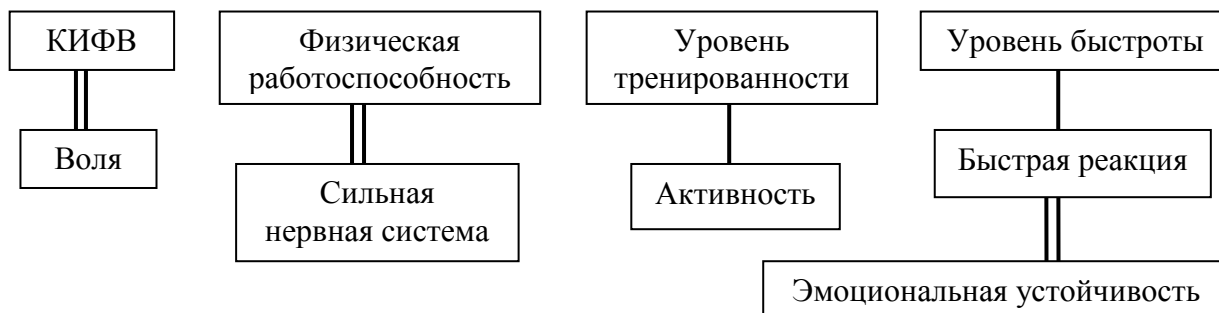 КИФВ
Воля
Физическая
работоспособность
Сильная
нервная система
Уровень
тренированности
Активность
Уровень быстроты
Быстрая реакция
Эмоциональная устойчивость